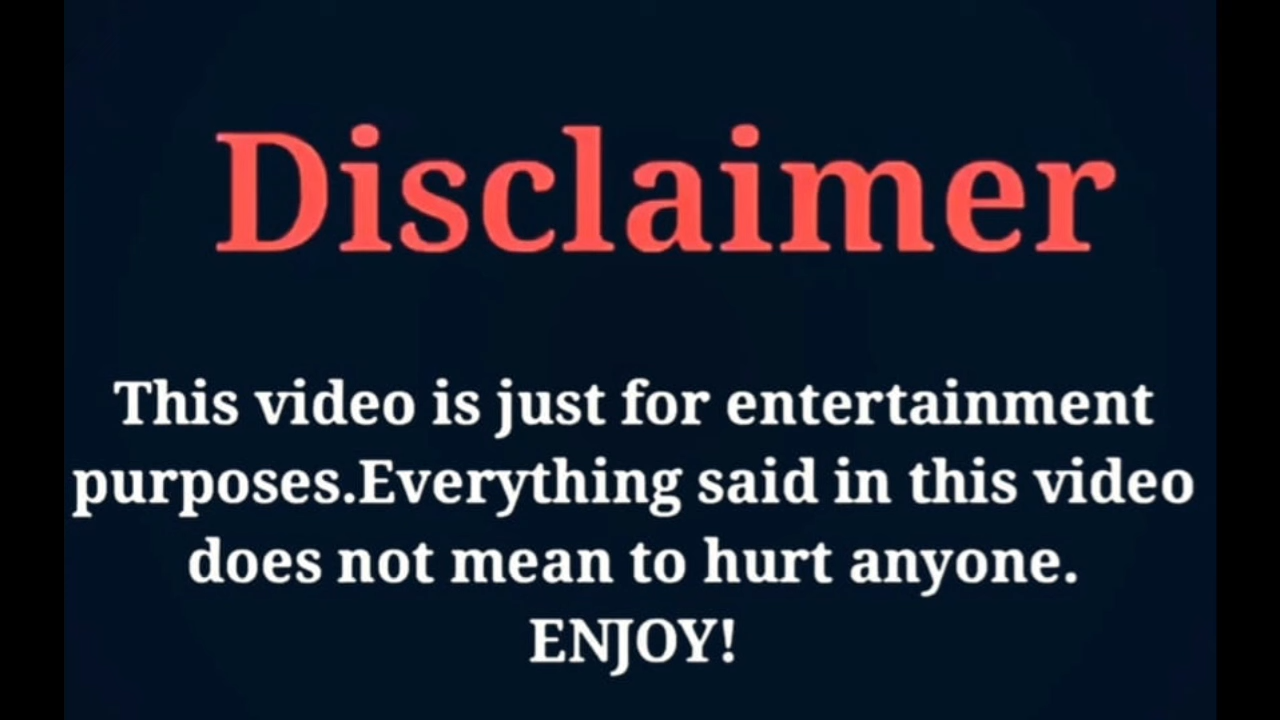 Disclaimer
This video is just for entertainment
purposes.Everything said in this video
does not mean to hurt anyone.
ENJOY!